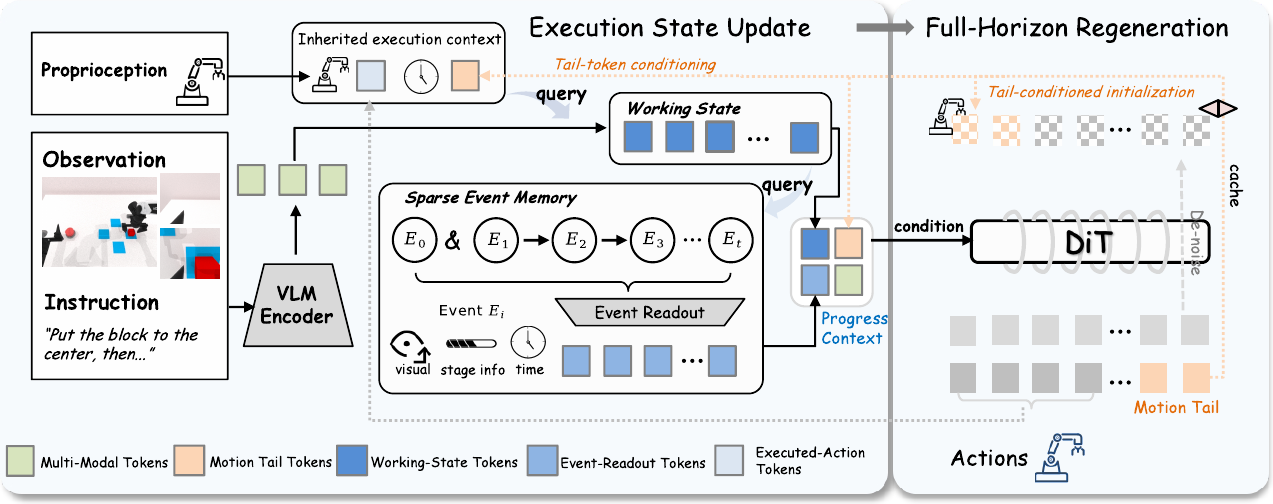 Execution State Update
Full-Horizon Regeneration
Proprioception
Inherited execution context
Tail-token conditioning
query
Working State
...
Tail-conditioned initialization
...
cache
Observation
Instruction
"Put the block to the
center, then..."
VLM
Encoder
query
Sparse Event Memory
E0 & E1 E2 E3 ... Et
Event Ei
Event Readout
visual
stage info
time
...
Progress
Context
condition
DiT
De-noise
...
...
Motion Tail
Actions
Multi-Modal Tokens
Motion Tail Tokens
Working-State Tokens
Event-Readout Tokens
Executed-Action
Tokens